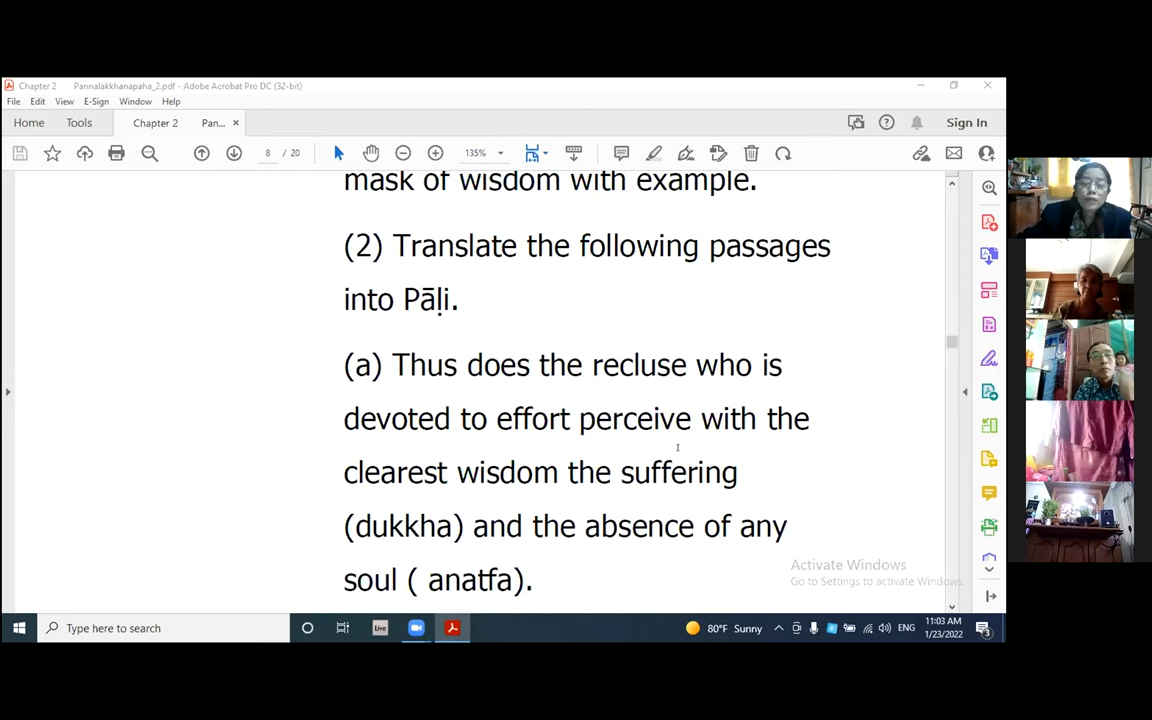 Chapter 2 Pannalakkhanapaha_2.pdf - Adobe Acrobat Pro DC (32-bit)
File Edit View E-Sign Window Help
Home Tools Chapter 2 Pan... × Sign In
8 / 20 135%
mask of wisdom with example.
(2) Translate the following passages
into Pāḷi.
(a) Thus does the recluse who is
devoted to effort perceive with the
clearest wisdom the suffering
(dukkha) and the absence of any
soul ( anatfa).
Activate Windows
Go to Settings to activate Windows.
Type here to search
Live
80°F Sunny
ENG
11:03 AM
1/23/2022
3